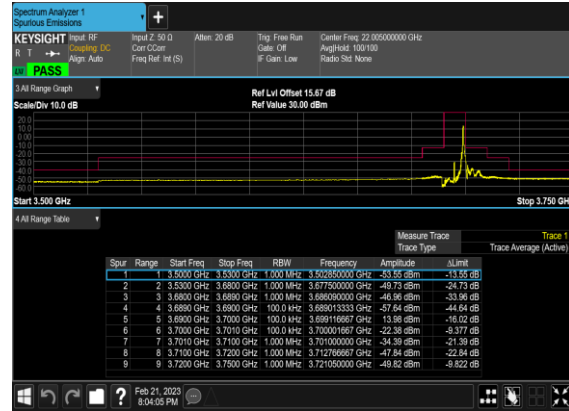 Spectrum Analyzer 1
Spurious Emissions
KEYSIGHT Input: RF Input Z: 50 Ω Atten: 20 dB Trig: Free Run Center Freq: 22.005000000 GHz
R T Coupling: DC Corr CCorr Gate: Off Avg|Hold: 100/100
Align: Auto Freq Ref: Int (S) IF Gain: Low Radio Std: None
PASS
3 All Range Graph
Ref Lvl Offset 15.67 dB
Scale/Div 10.0 dB Ref Value 30.00 dBm
20.0
10.0
0.00
-10.0
-20.0
-30.0
-40.0
-50.0
-60.0
Start 3.500 GHz Stop 3.750 GHz
4 All Range Table
Measure Trace Trace 1
Trace Type Trace Average (Active)
Spur Range Start Freq Stop Freq RBW Frequency Amplitude ΔLimit
1 1 3.5000 GHz 3.5300 GHz 1.000 MHz 3.502850000 GHz -53.55 dBm -13.55 dB
2 2 3.5300 GHz 3.6800 GHz 1.000 MHz 3.677500000 GHz -49.73 dBm -24.73 dB
3 3 3.6800 GHz 3.6890 GHz 1.000 MHz 3.686090000 GHz -46.96 dBm -33.96 dB
4 4 3.6890 GHz 3.6900 GHz 100.0 kHz 3.689013333 GHz -57.64 dBm -44.64 dB
5 5 3.6900 GHz 3.7000 GHz 100.0 kHz 3.699116667 GHz 13.98 dBm -16.02 dB
6 6 3.7000 GHz 3.7010 GHz 100.0 kHz 3.700001667 GHz -22.38 dBm -9.377 dB
7 7 3.7010 GHz 3.7100 GHz 1.000 MHz 3.701000000 GHz -34.39 dBm -21.39 dB
8 8 3.7100 GHz 3.7200 GHz 1.000 MHz 3.712766667 GHz -47.84 dBm -22.84 dB
9 9 3.7200 GHz 3.7500 GHz 1.000 MHz 3.721050000 GHz -49.82 dBm -9.822 dB
Feb 21, 2023
8:04:05 PM